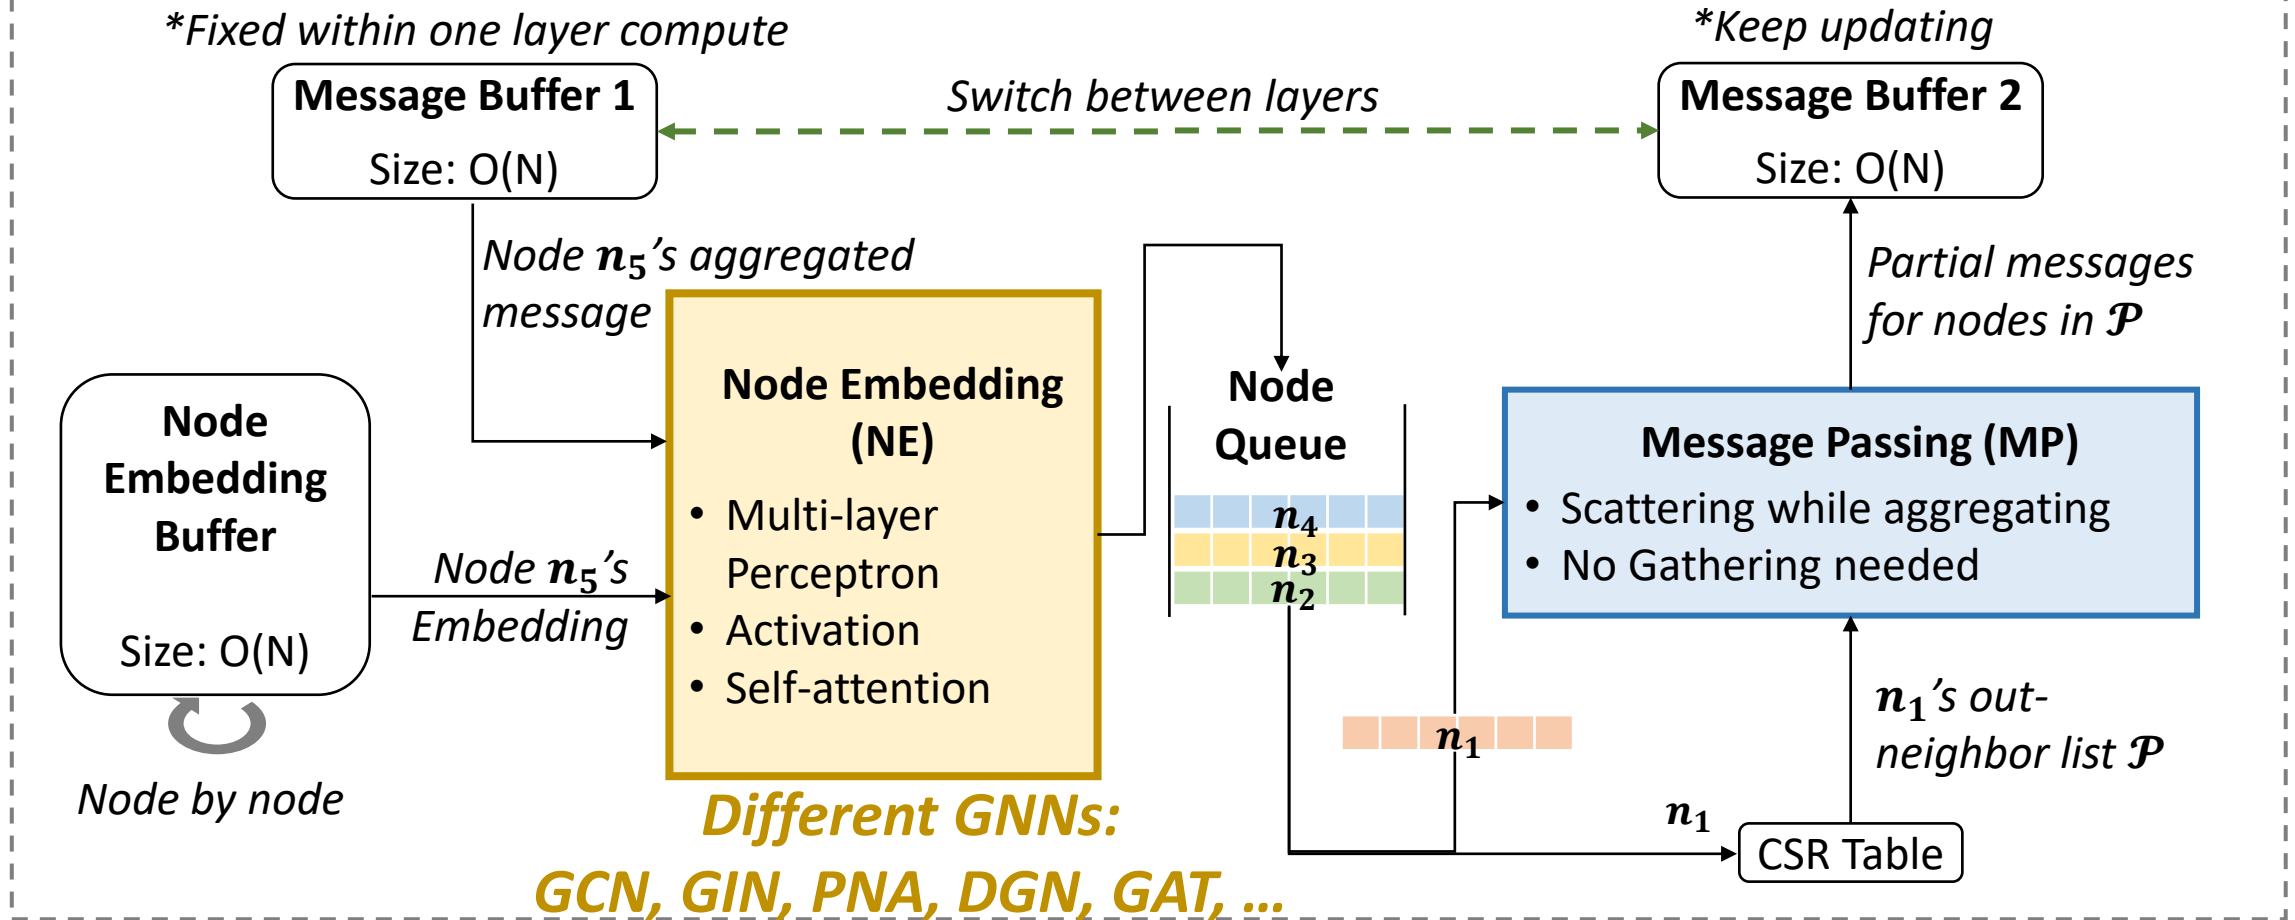 *Fixed within one layer compute
*Keep updating
Message Buffer 1
Size: O(N)
Switch between layers
Message Buffer 2
Size: O(N)
Node n₅'s aggregated
message
Partial messages
for nodes in 𝒫
Node
Embedding
Buffer
Size: O(N)
Node by node
Node n₅'s
Embedding
Node Embedding
(NE)
• Multi-layer
Perceptron
• Activation
• Self-attention
Different GNNs:
GCN, GIN, PNA, DGN, GAT, ...
Node
Queue
n₄
n₃
n₂
n₁
Message Passing (MP)
• Scattering while aggregating
• No Gathering needed
n₁'s out-
neighbor list 𝒫
n₁
CSR Table